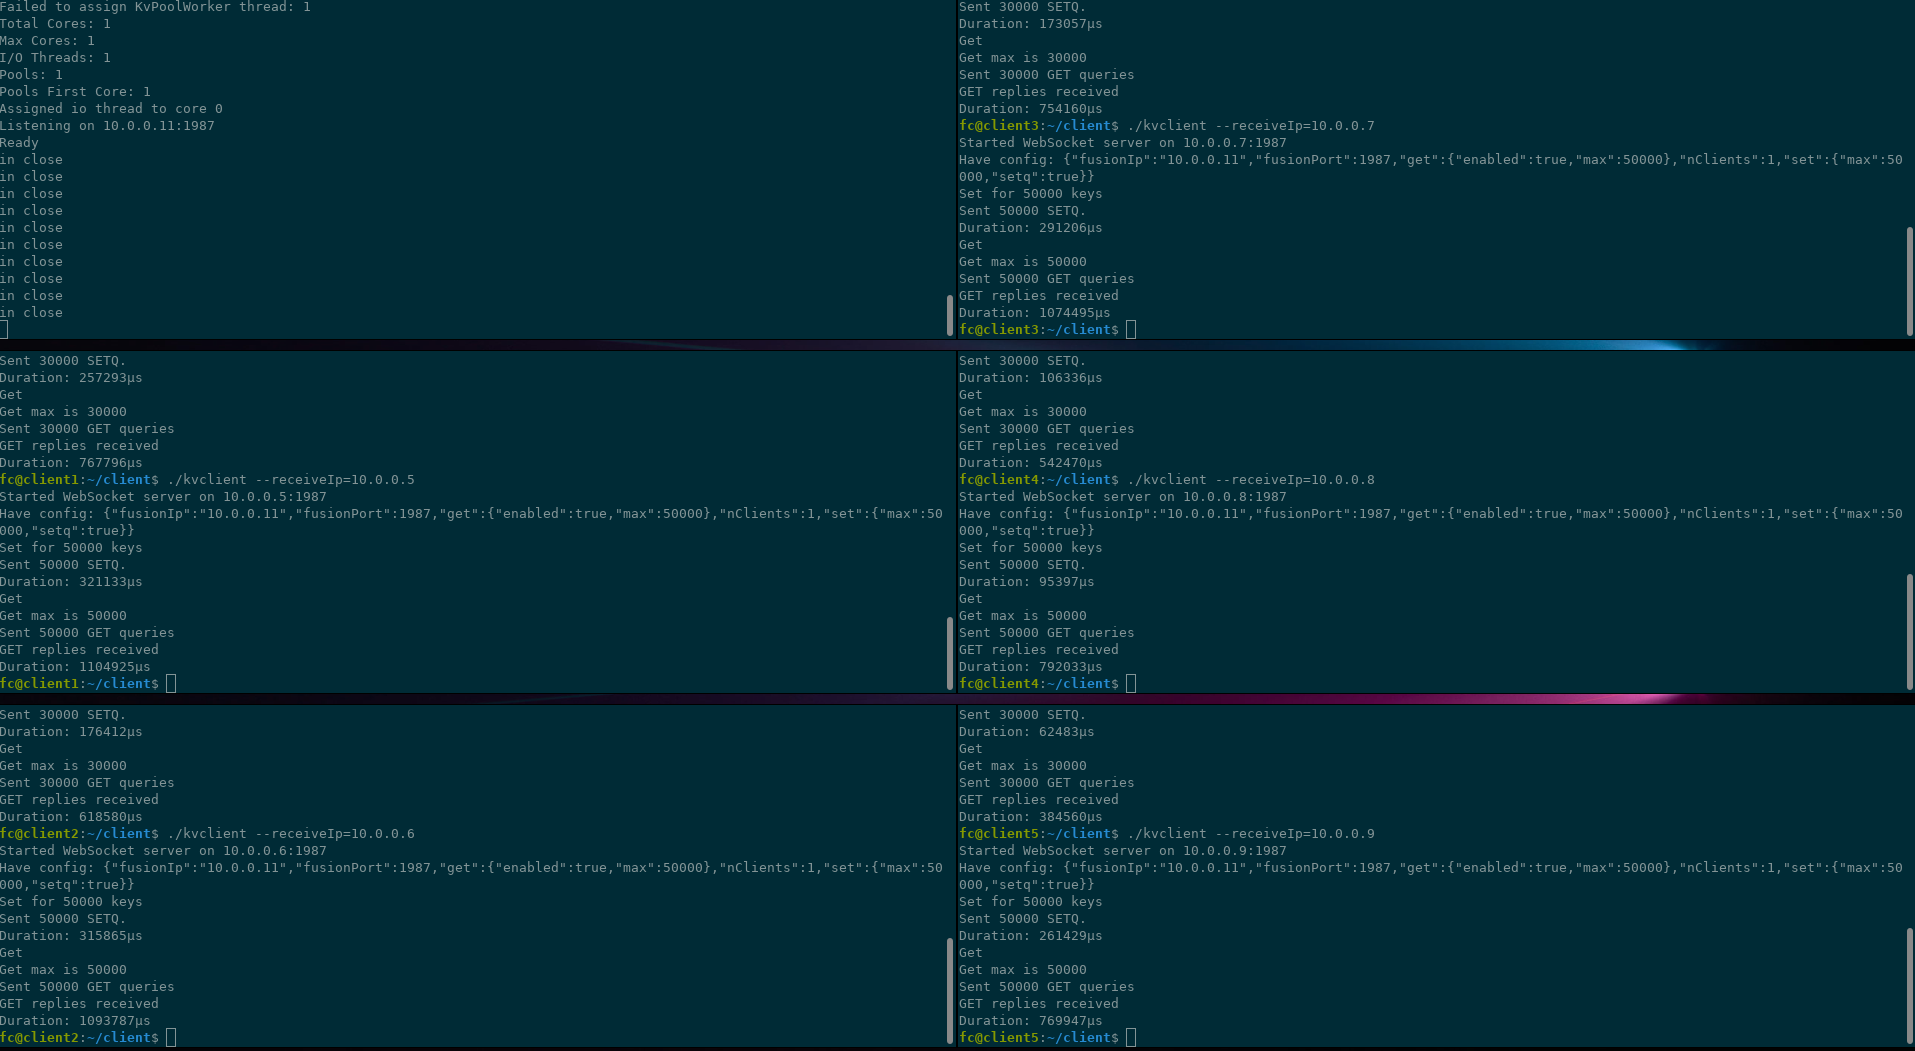 Failed to assign KvPoolWorker thread: 1
Total Cores: 1
Max Cores: 1
I/O Threads: 1
Pools: 1
Pools First Core: 1
Assigned io thread to core 0
Listening on 10.0.0.11:1987
Ready
in close
in close
in close
in close
in close
in close
in close
in close
in close
in close
Sent 30000 SETQ.
Duration: 173057µs
Get
Get max is 30000
Sent 30000 GET queries
GET replies received
Duration: 754160µs
fc@client3:~/client$ ./kvclient --receiveIp=10.0.0.7
Started WebSocket server on 10.0.0.7:1987
Have config: {"fusionIp":"10.0.0.11","fusionPort":1987,"get":{"enabled":true,"max":50000},"nClients":1,"set":{"max":50
000,"setq":true}}
Set for 50000 keys
Sent 50000 SETQ.
Duration: 291206µs
Get
Get max is 50000
Sent 50000 GET queries
GET replies received
Duration: 1074495µs
fc@client3:~/client$
Sent 30000 SETQ.
Duration: 257293µs
Get
Get max is 30000
Sent 30000 GET queries
GET replies received
Duration: 767796µs
fc@client1:~/client$ ./kvclient --receiveIp=10.0.0.5
Started WebSocket server on 10.0.0.5:1987
Have config: {"fusionIp":"10.0.0.11","fusionPort":1987,"get":{"enabled":true,"max":50000},"nClients":1,"set":{"max":50
000,"setq":true}}
Set for 50000 keys
Sent 50000 SETQ.
Duration: 321133µs
Get
Get max is 50000
Sent 50000 GET queries
GET replies received
Duration: 1104925µs
fc@client1:~/client$
Sent 30000 SETQ.
Duration: 106336µs
Get
Get max is 30000
Sent 30000 GET queries
GET replies received
Duration: 542470µs
fc@client4:~/client$ ./kvclient --receiveIp=10.0.0.8
Started WebSocket server on 10.0.0.8:1987
Have config: {"fusionIp":"10.0.0.11","fusionPort":1987,"get":{"enabled":true,"max":50000},"nClients":1,"set":{"max":50
000,"setq":true}}
Set for 50000 keys
Sent 50000 SETQ.
Duration: 95397µs
Get
Get max is 50000
Sent 50000 GET queries
GET replies received
Duration: 792033µs
fc@client4:~/client$
Sent 30000 SETQ.
Duration: 176412µs
Get
Get max is 30000
Sent 30000 GET queries
GET replies received
Duration: 618580µs
fc@client2:~/client$ ./kvclient --receiveIp=10.0.0.6
Started WebSocket server on 10.0.0.6:1987
Have config: {"fusionIp":"10.0.0.11","fusionPort":1987,"get":{"enabled":true,"max":50000},"nClients":1,"set":{"max":50
000,"setq":true}}
Set for 50000 keys
Sent 50000 SETQ.
Duration: 315865µs
Get
Get max is 50000
Sent 50000 GET queries
GET replies received
Duration: 1093787µs
fc@client2:~/client$
Sent 30000 SETQ.
Duration: 62483µs
Get
Get max is 30000
Sent 30000 GET queries
GET replies received
Duration: 384560µs
fc@client5:~/client$ ./kvclient --receiveIp=10.0.0.9
Started WebSocket server on 10.0.0.9:1987
Have config: {"fusionIp":"10.0.0.11","fusionPort":1987,"get":{"enabled":true,"max":50000},"nClients":1,"set":{"max":50
000,"setq":true}}
Set for 50000 keys
Sent 50000 SETQ.
Duration: 261429µs
Get
Get max is 50000
Sent 50000 GET queries
GET replies received
Duration: 769947µs
fc@client5:~/client$